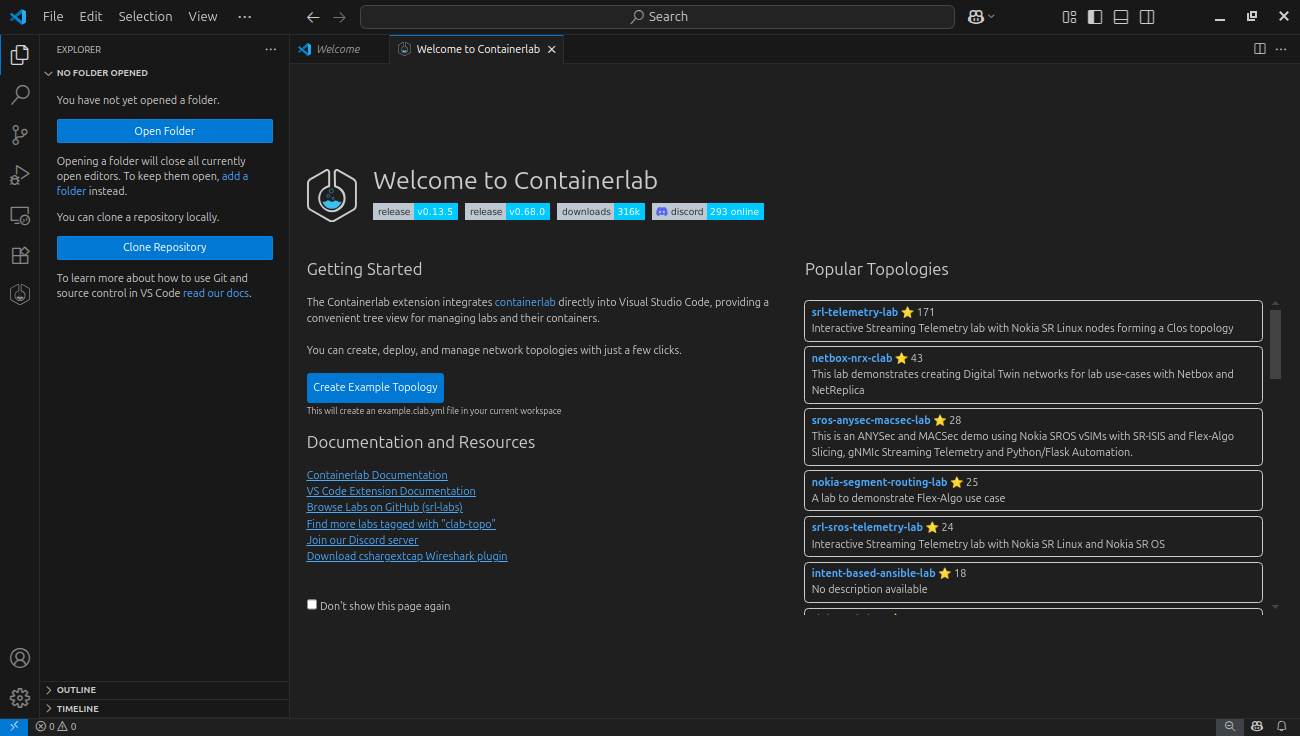 File Edit Selection View ···
Search
EXPLORER
NO FOLDER OPENED
You have not yet opened a folder.
Open Folder
Opening a folder will close all currently
open editors. To keep them open, add a
folder instead.
You can clone a repository locally.
Clone Repository
To learn more about how to use Git and
source control in VS Code read our docs.
OUTLINE
TIMELINE
Welcome
Welcome to Containerlab
Welcome to Containerlab
release v0.13.5 release v0.68.0 downloads 316k discord 293 online
Getting Started
The Containerlab extension integrates containerlab directly into Visual Studio Code, providing a
convenient tree view for managing labs and their containers.
You can create, deploy, and manage network topologies with just a few clicks.
Create Example Topology
This will create an example.clab.yml file in your current workspace
Documentation and Resources
Containerlab Documentation
VS Code Extension Documentation
Browse Labs on GitHub (srl-labs)
Find more labs tagged with "clab-topo"
Join our Discord server
Download cshargextcap Wireshark plugin
Don't show this page again
Popular Topologies
srl-telemetry-lab ⭐ 171
Interactive Streaming Telemetry lab with Nokia SR Linux nodes forming a Clos topology
netbox-nrx-clab ⭐ 43
This lab demonstrates creating Digital Twin networks for lab use-cases with Netbox and
NetReplica
sros-anysec-macsec-lab ⭐ 28
This is an ANYSec and MACSec demo using Nokia SROS vSIMs with SR-ISIS and Flex-Algo
Slicing, gNMIc Streaming Telemetry and Python/Flask Automation.
nokia-segment-routing-lab ⭐ 25
A lab to demonstrate Flex-Algo use case
srl-sros-telemetry-lab ⭐ 24
Interactive Streaming Telemetry lab with Nokia SR Linux and Nokia SR OS
intent-based-ansible-lab ⭐ 18
No description available
0 0